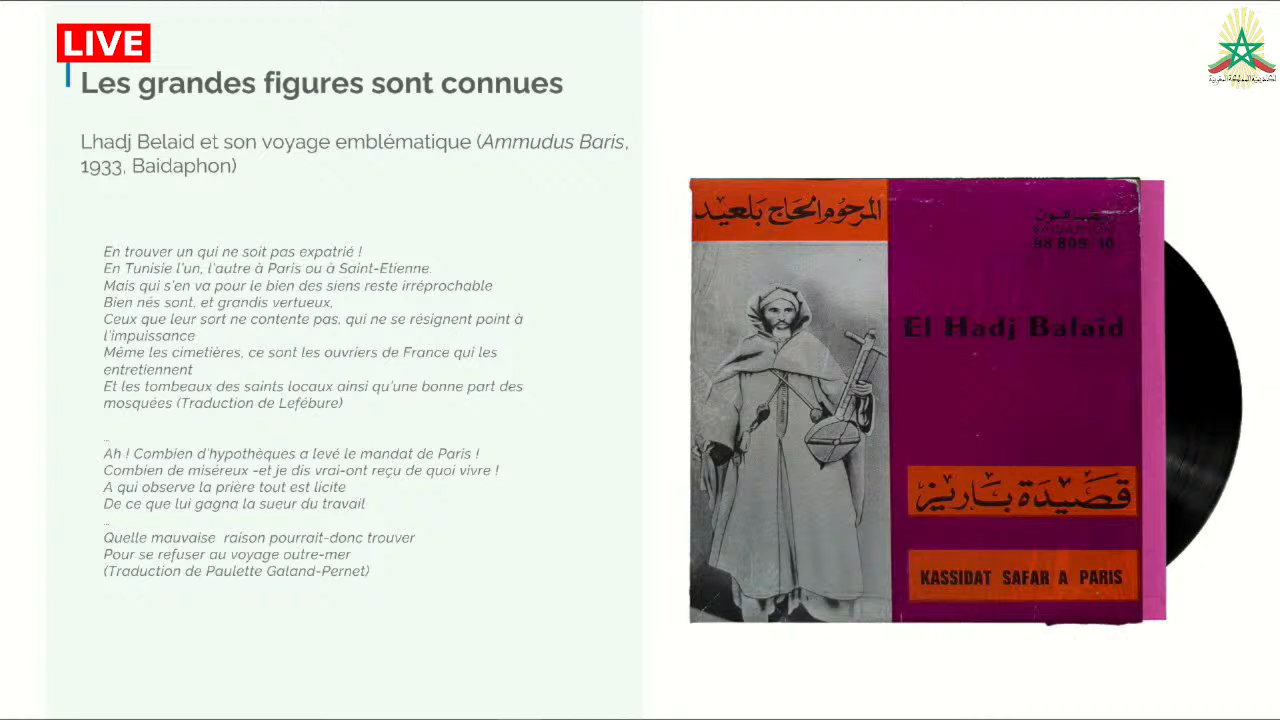 LIVE
Les grandes figures sont connues
Lhadj Belaid et son voyage emblématique (Ammudus Baris,
1933, Baidaphon)
En trouver un qui ne soit pas expatrié !
En Tunisie l'un, l'autre à Paris ou à Saint-Etienne.
Mais qui s'en va pour le bien des siens reste irréprochable
Bien nés sont, et grandis vertueux,
Ceux que leur sort ne contente pas, qui ne se résignent point à
l'impuissance
Même les cimetières, ce sont les ouvriers de France qui les
entretiennent
Et les tombeaux des saints locaux ainsi qu'une bonne part des
mosquées (Traduction de Lefébure)
...
Ah ! Combien d'hypothèques a levé le mandat de Paris !
Combien de miséreux -et je dis vrai-ont reçu de quoi vivre !
A qui observe la prière tout est licite
De ce que lui gagna la sueur du travail
...
Quelle mauvaise raison pourrait-donc trouver
Pour se refuser au voyage outre-mer
(Traduction de Paulette Galand-Pernet)
المرحوم الحاج بلعيد
98 809/10
El Hadj Balaid
قصيدة باريز
KASSIDAT SAFAR A PARIS